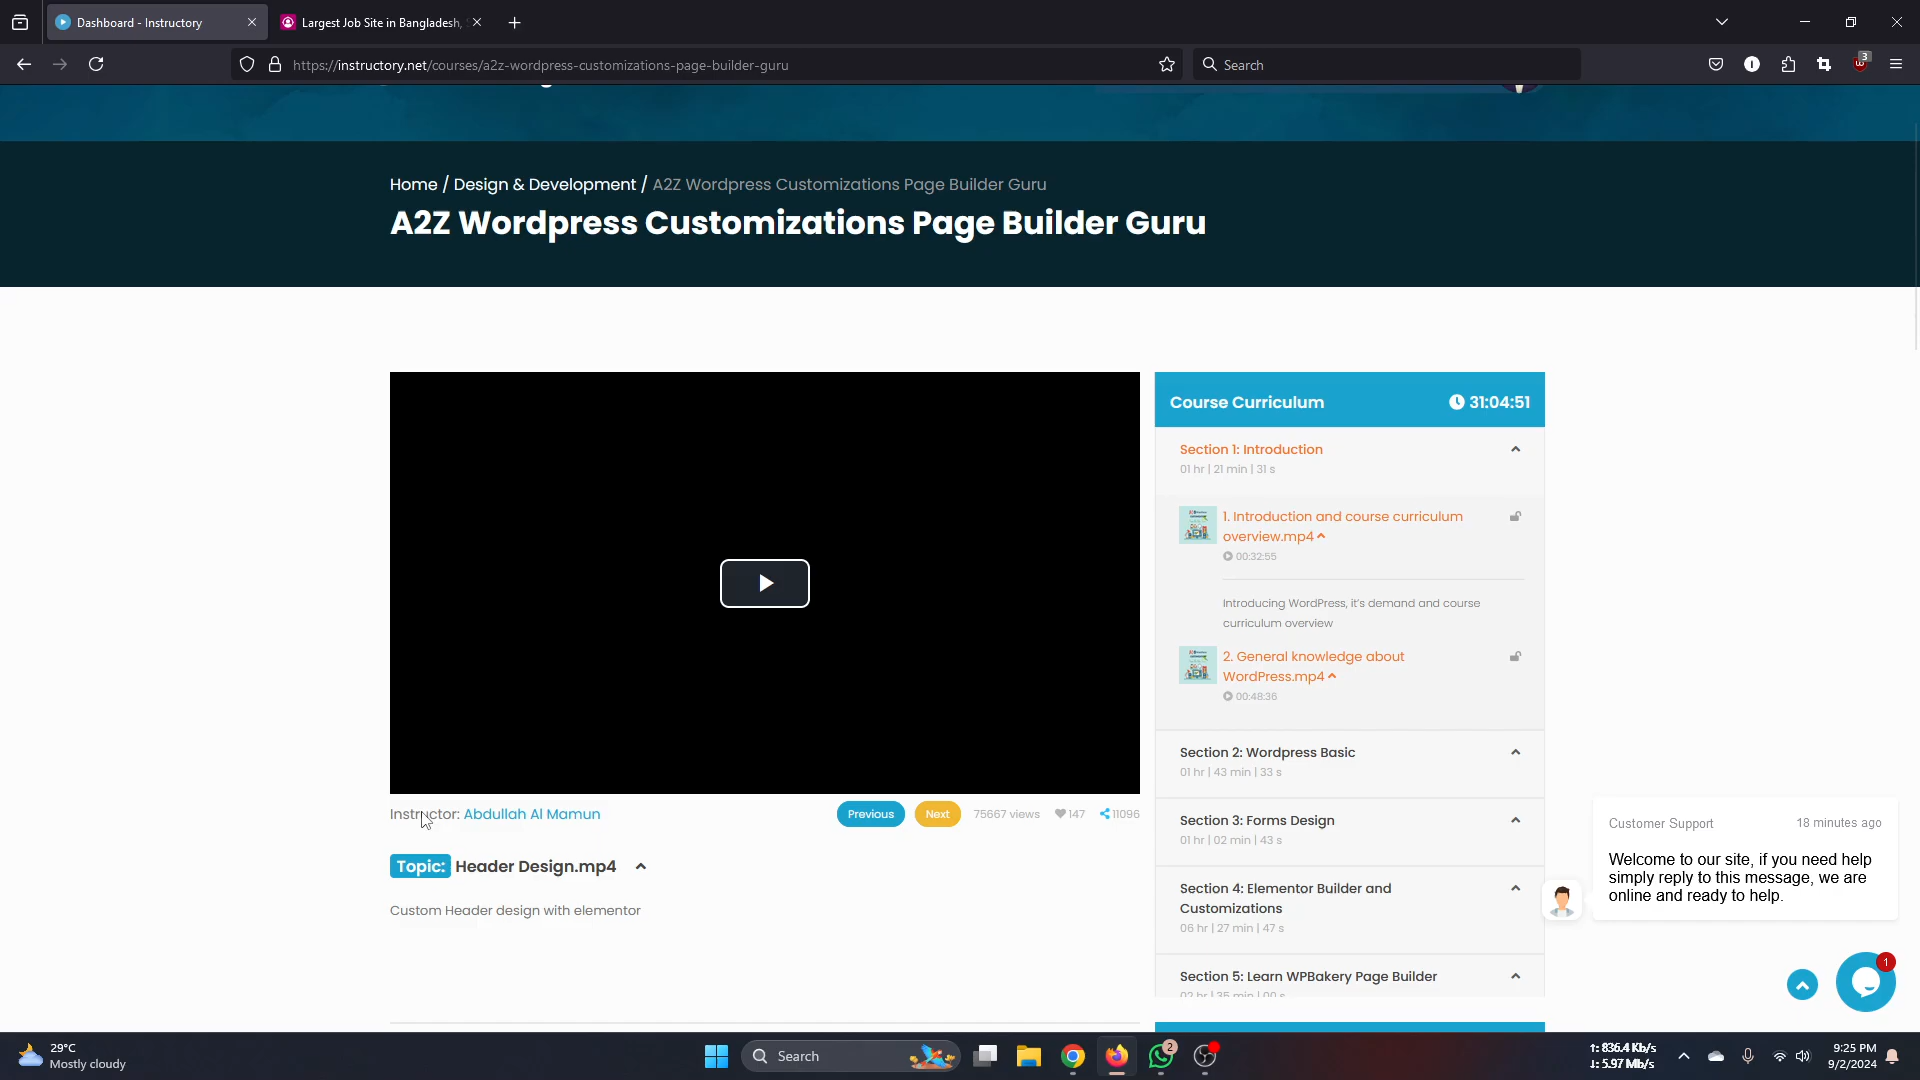 Dashboard - Instructory
Largest Job Site in Bangladesh,
https://instructory.net/courses/a2z-wordpress-customizations-page-builder-guru
Search
3
Home / Design & Development / A2Z Wordpress Customizations Page Builder Guru
A2Z Wordpress Customizations Page Builder Guru
Course Curriculum
31:04:51
Section 1: Introduction
01 hr | 21 min | 31 s
1. Introduction and course curriculum
overview.mp4
00:32:55
Introducing WordPress, it's demand and course
curriculum overview
2. General knowledge about
WordPress.mp4
00:48:36
Section 2: Wordpress Basic
01 hr | 43 min | 33 s
Section 3: Forms Design
01 hr | 02 min | 43 s
Section 4: Elementor Builder and
Customizations
06 hr | 27 min | 47 s
Section 5: Learn WPBakery Page Builder
02 hr | 35 min | 00 s
Instructor: Abdullah Al Mamun
Previous
Next
75667 views
147
11096
Topic: Header Design.mp4
Custom Header design with elementor
Customer Support
18 minutes ago
Welcome to our site, if you need help
simply reply to this message, we are
online and ready to help.
1
29°C
Mostly cloudy
Search
2
↑: 836.4 Kb/s
↓: 5.97 Mb/s
9:25 PM
9/2/2024